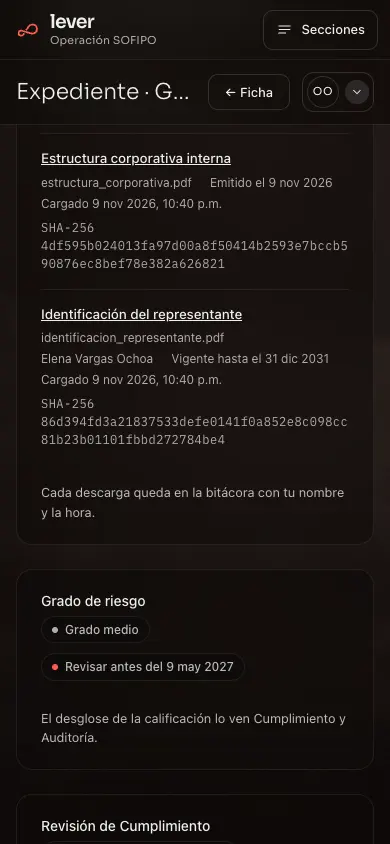 lever
Operación SOFIPO
Secciones
Expediente · G...
← Ficha
OO
Estructura corporativa interna
estructura_corporativa.pdf Emitido el 9 nov 2026
Cargado 9 nov 2026, 10:40 p.m.
SHA-256
4df595b024013fa97d00a8f50414b2593e7bccb5
90876ec8bef78e382a626821
Identificación del representante
identificacion_representante.pdf
Elena Vargas Ochoa Vigente hasta el 31 dic 2031
Cargado 9 nov 2026, 10:40 p.m.
SHA-256
86d394fd3a21837533defe0141f0a852e8c098cc
81b23b01101fbbd272784be4
Cada descarga queda en la bitácora con tu nombre
y la hora.
Grado de riesgo
Grado medio
Revisar antes del 9 may 2027
El desglose de la calificación lo ven Cumplimiento y
Auditoría.
Revisión de Cumplimiento